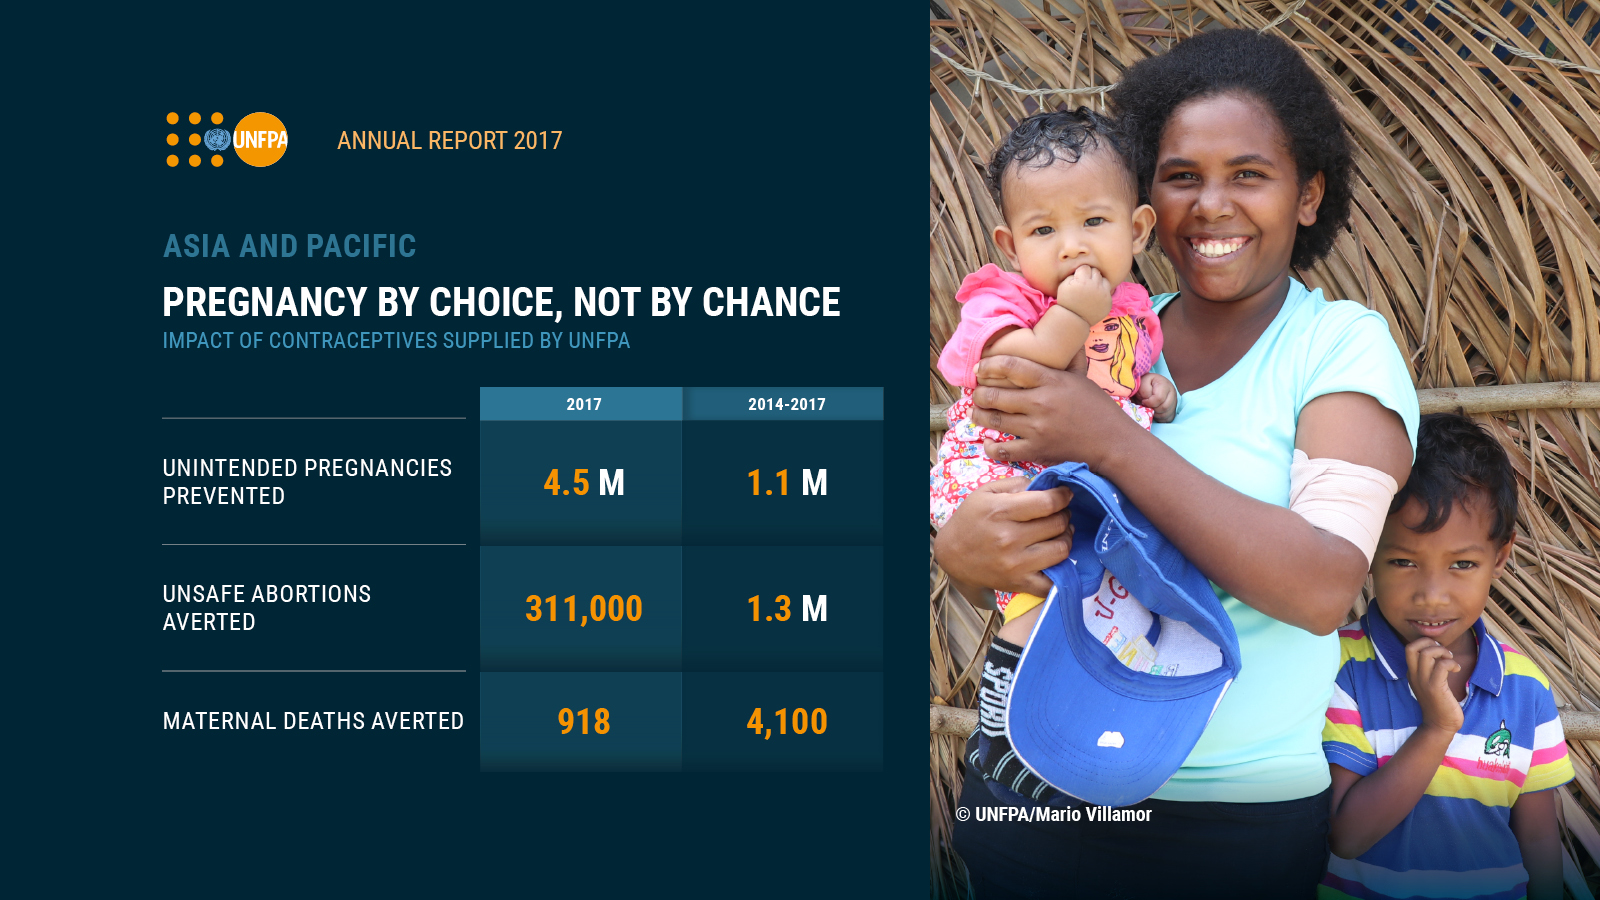 UNFPA
ANNUAL REPORT 2017
ASIA AND PACIFIC
PREGNANCY BY CHOICE, NOT BY CHANCE
IMPACT OF CONTRACEPTIVES SUPPLIED BY UNFPA
2017 2014-2017
UNINTENDED PREGNANCIES
PREVENTED
4.5 M 1.1 M
UNSAFE ABORTIONS
AVERTED
311,000 1.3 M
MATERNAL DEATHS AVERTED 918 4,100
SPORT
U-G
© UNFPA/Mario Villamor